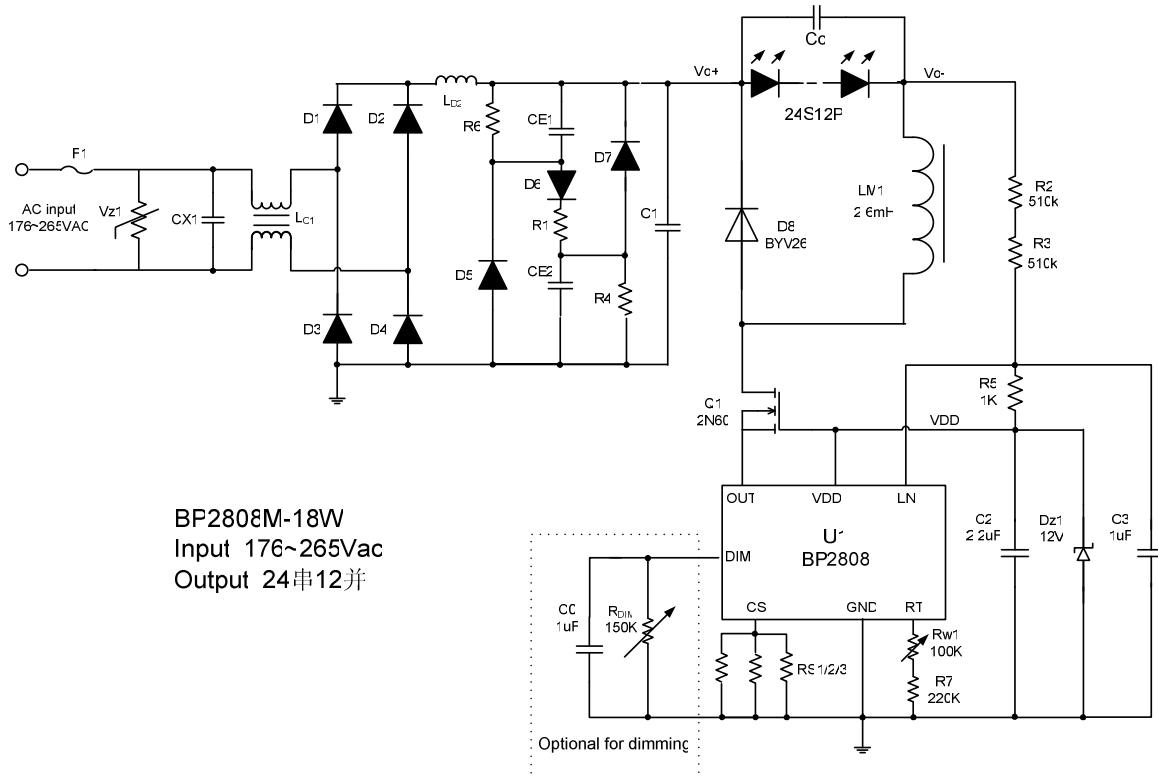 Co
Vo+
Vo-
24S12P
F1
AC input
176~265VAC
Vz1
CX1
LC1
D1
D2
D3
D4
LD2
R6
CE1
D6
R1
CE2
D5
D7
R4
C1
D8
BYV26
LM1
2.6mH
R2
510k
R3
510k
R5
1K
Q1
2N60
VDD
OUT
VDD
LN
U1
BP2808
DIM
CS
GND
RT
C2
2.2uF
Dz1
12V
C3
1uF
BP2808M-18W
Input 176~265Vac
Output 24串12并
C0
1uF
RDIM
150K
RS1/2/3
Rw1
100K
R7
220K
Optional for dimming